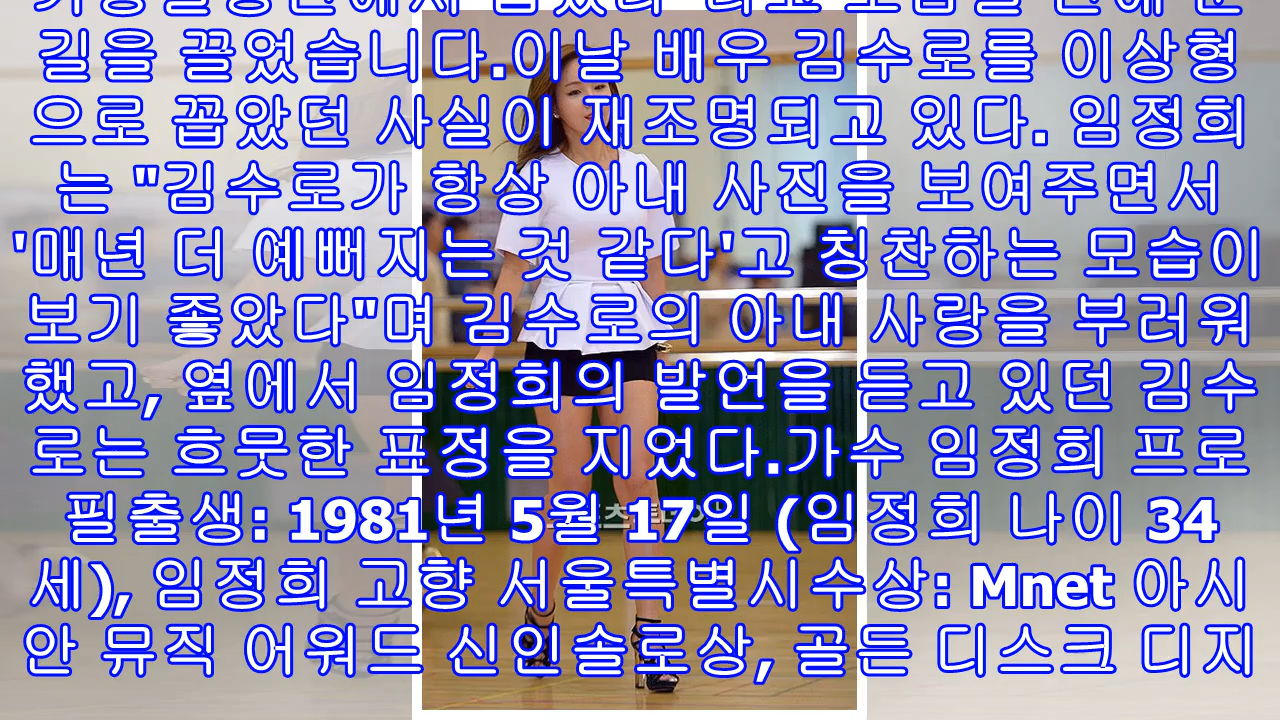 길을 끌었습니다.이날 배우 김수로를 이상형
으로 꼽았던 사실이 재조명되고 있다. 임정희
는 "김수로가 항상 아내 사진을 보여주면서
'매년 더 예뻐지는 것 같다'고 칭찬하는 모습이
보기 좋았다"며 김수로의 아내 사랑을 부러워
했고, 옆에서 임정희의 발언을 듣고 있던 김수
로는 흐뭇한 표정을 지었다.가수 임정희 프로
필출생: 1981년 5월 17일 (임정희 나이 34
세), 임정희 고향 서울특별시수상: Mnet 아시
안 뮤직 어워드 신인솔로상, 골든 디스크 디지